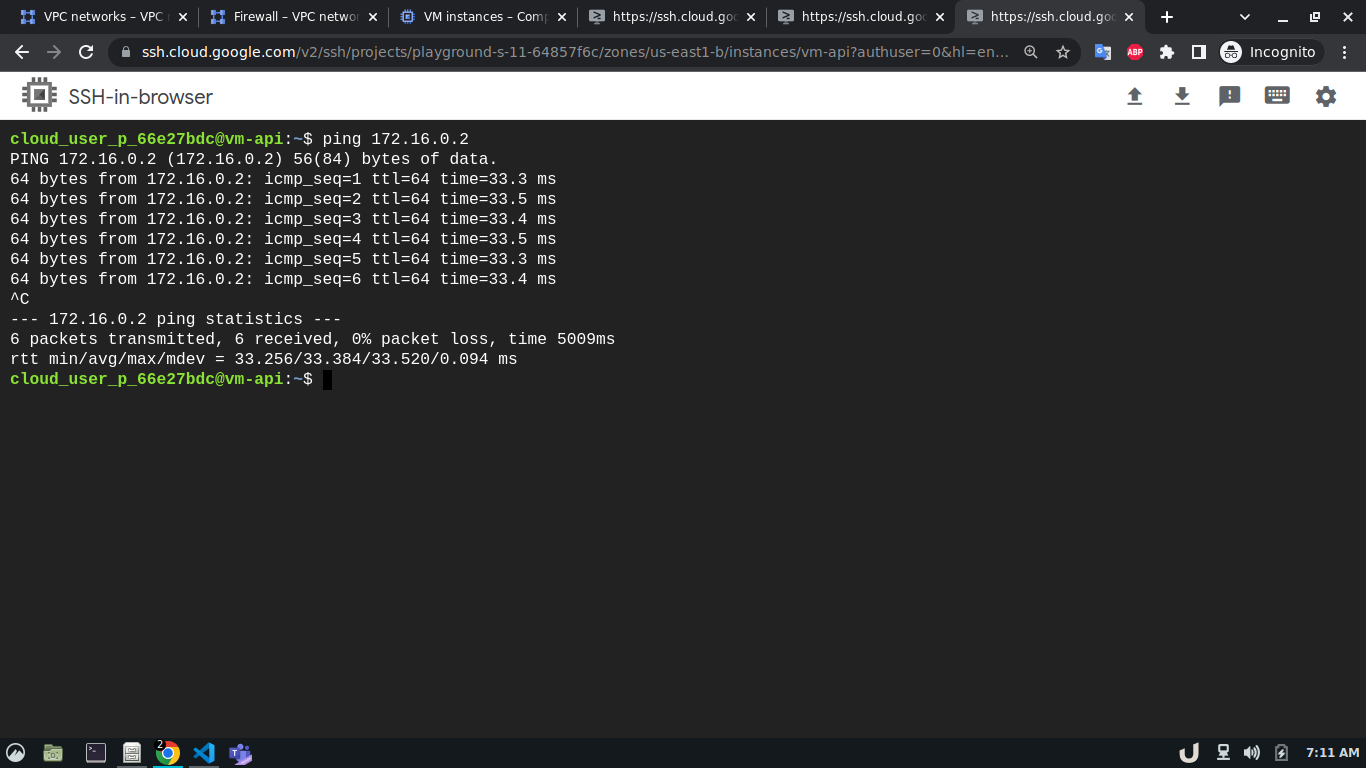 VPC networks – VPC
Firewall – VPC netwo
VM instances – Comp
https://ssh.cloud.goo
https://ssh.cloud.goo
https://ssh.cloud.goo
ssh.cloud.google.com/v2/ssh/projects/playground-s-11-64857f6c/zones/us-east1-b/instances/vm-api?authuser=0&hl=en…
ABP
Incognito
SSH-in-browser
cloud_user_p_66e27bdc@vm-api:~$ ping 172.16.0.2
PING 172.16.0.2 (172.16.0.2) 56(84) bytes of data.
64 bytes from 172.16.0.2: icmp_seq=1 ttl=64 time=33.3 ms
64 bytes from 172.16.0.2: icmp_seq=2 ttl=64 time=33.5 ms
64 bytes from 172.16.0.2: icmp_seq=3 ttl=64 time=33.4 ms
64 bytes from 172.16.0.2: icmp_seq=4 ttl=64 time=33.5 ms
64 bytes from 172.16.0.2: icmp_seq=5 ttl=64 time=33.3 ms
64 bytes from 172.16.0.2: icmp_seq=6 ttl=64 time=33.4 ms
^C
--- 172.16.0.2 ping statistics ---
6 packets transmitted, 6 received, 0% packet loss, time 5009ms
rtt min/avg/max/mdev = 33.256/33.384/33.520/0.094 ms
cloud_user_p_66e27bdc@vm-api:~$
2
7:11 AM